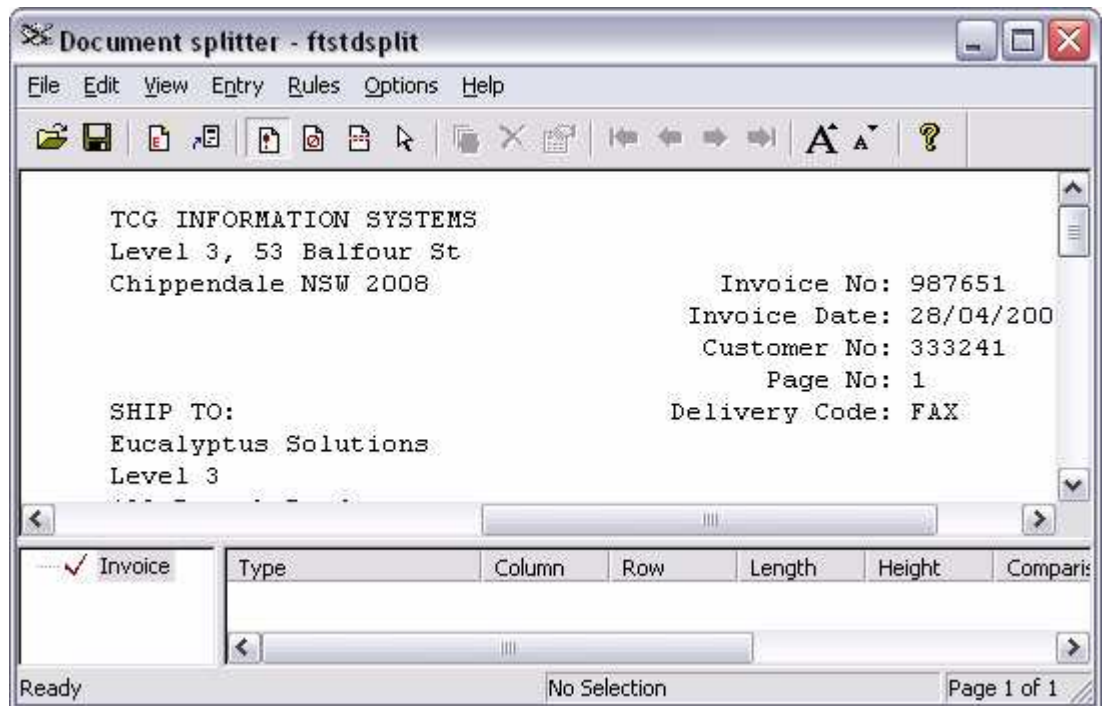 Document splitter - ftstdsplit
File Edit View Entry Rules Options Help
TCG INFORMATION SYSTEMS
Level 3, 53 Balfour St
Chippendale NSW 2008 Invoice No: 987651
Invoice Date: 28/04/200
Customer No: 333241
Page No: 1
SHIP TO: Delivery Code: FAX
Eucalyptus Solutions
Level 3
Invoice Type Column Row Length Height Comparis
Ready No Selection Page 1 of 1